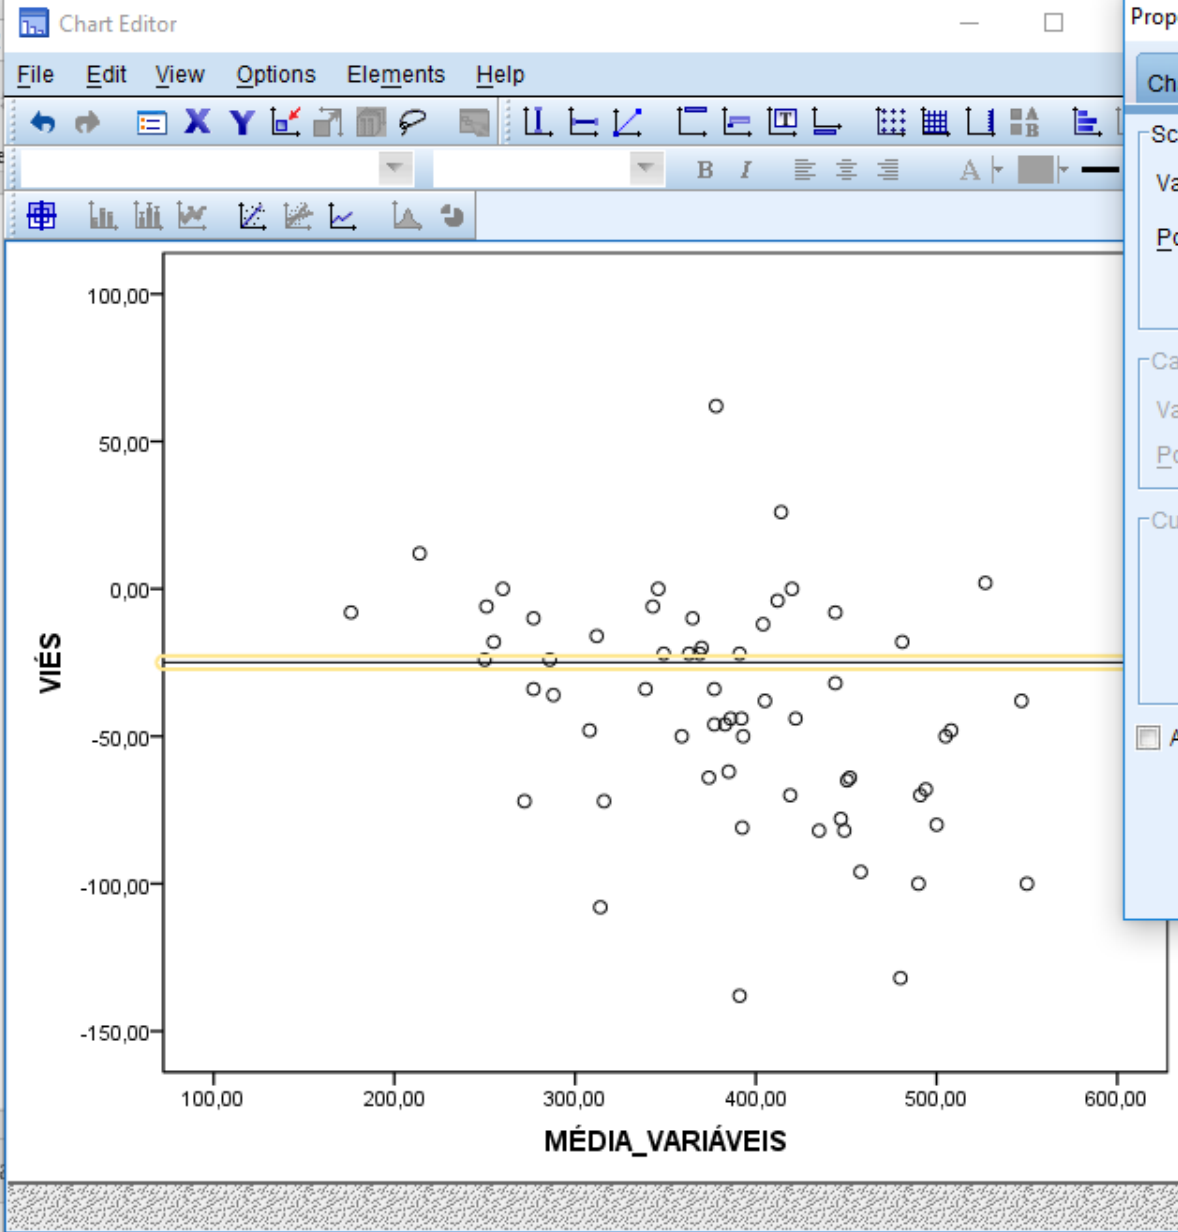 Chart Editor
Prop
File Edit View Options Elements Help
Ch
B I A
Sc
Va
Po
Ca
Va
Po
Cu
A
100,00
50,00
0,00
-50,00
-100,00
-150,00
VIÉS
100,00 200,00 300,00 400,00 500,00 600,00
MÉDIA_VARIÁVEIS